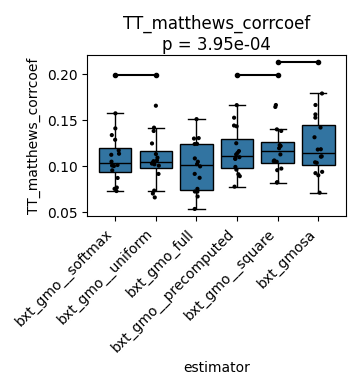 TT_matthews_corrcoef
p = 3.95e-04
TT_matthews_corrcoef
0.20
0.15
0.10
0.05
bxt_gmo__softmax
bxt_gmo__uniform
bxt_gmo_full
bxt_gmo__precomputed
bxt_gmo__square
bxt_gmosa
estimator